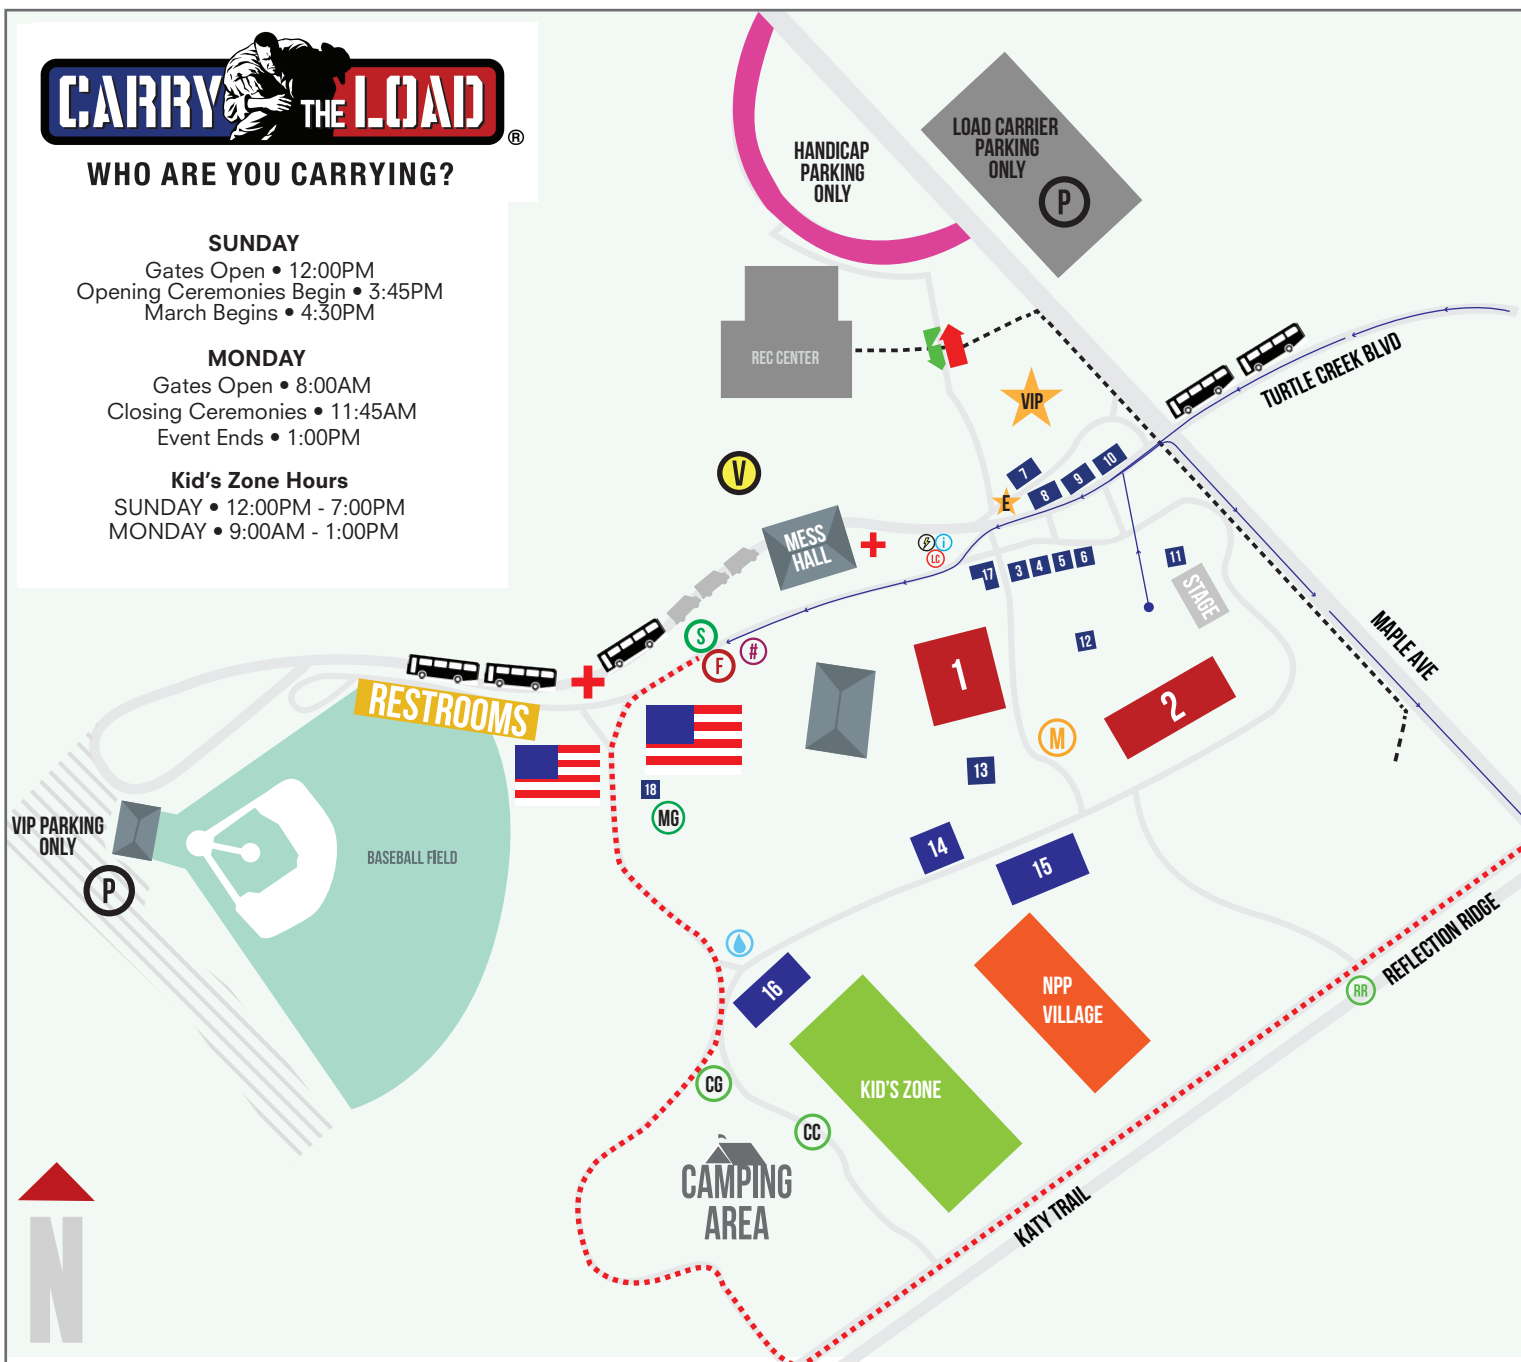 CARRY THE LOAD ®
WHO ARE YOU CARRYING?
SUNDAY
Gates Open • 12:00PM
Opening Ceremonies Begin • 3:45PM
March Begins • 4:30PM
MONDAY
Gates Open • 8:00AM
Closing Ceremonies • 11:45AM
Event Ends • 1:00PM
Kid's Zone Hours
SUNDAY • 12:00PM - 7:00PM
MONDAY • 9:00AM - 1:00PM
HANDICAP
PARKING
ONLY
LOAD CARRIER
PARKING
ONLY
P
REC CENTER
VIP
TURTLE CREEK BLVD
V
7
8
9
10
E
MESS
HALL
i
LC
17
3
4
5
6
11
STAGE
12
MAPLE AVE
S
F
#
1
2
M
RESTROOMS
13
18
MG
VIP PARKING
ONLY
P
BASEBALL FIELD
14
15
16
NPP
VILLAGE
KID'S ZONE
RR
REFLECTION RIDGE
CG
CC
CAMPING
AREA
KATY TRAIL
N